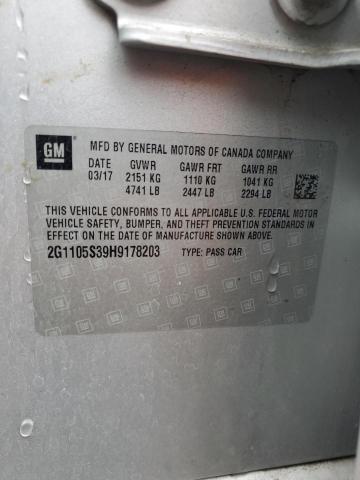 GM
MFD BY GENERAL MOTORS OF CANADA COMPANY
DATE GVWR GAWR FRT GAWR RR
03/17 2151 KG 1110 KG 1041 KG
4741 LB 2447 LB 2294 LB
THIS VEHICLE CONFORMS TO ALL APPLICABLE U.S. FEDERAL MOTOR
VEHICLE SAFETY, BUMPER, AND THEFT PREVENTION STANDARDS IN
EFFECT ON THE DATE OF MANUFACTURE SHOWN ABOVE.
2G1105S39H9178203 TYPE: PASS CAR